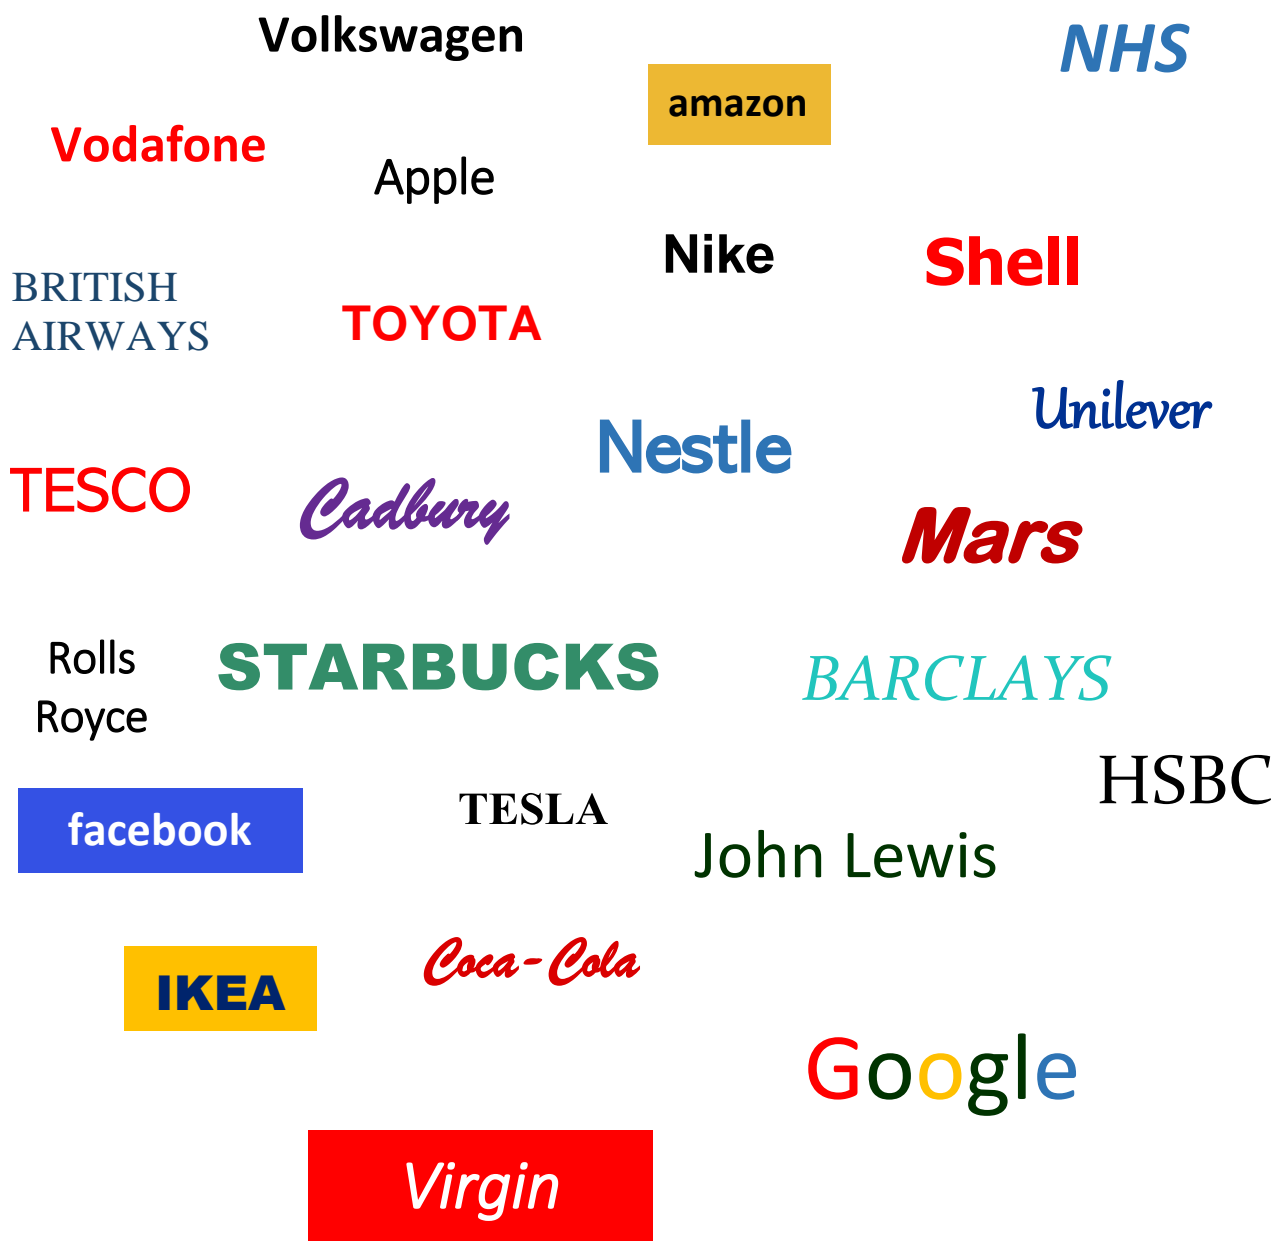 Volkswagen
NHS
amazon
Vodafone
Apple
Nike
Shell
BRITISH
AIRWAYS
TOYOTA
Unilever
Nestle
TESCO
Cadbury
Mars
Rolls
Royce
STARBUCKS
BARCLAYS
HSBC
facebook
TESLA
John Lewis
IKEA
Coca-Cola
Google
Virgin